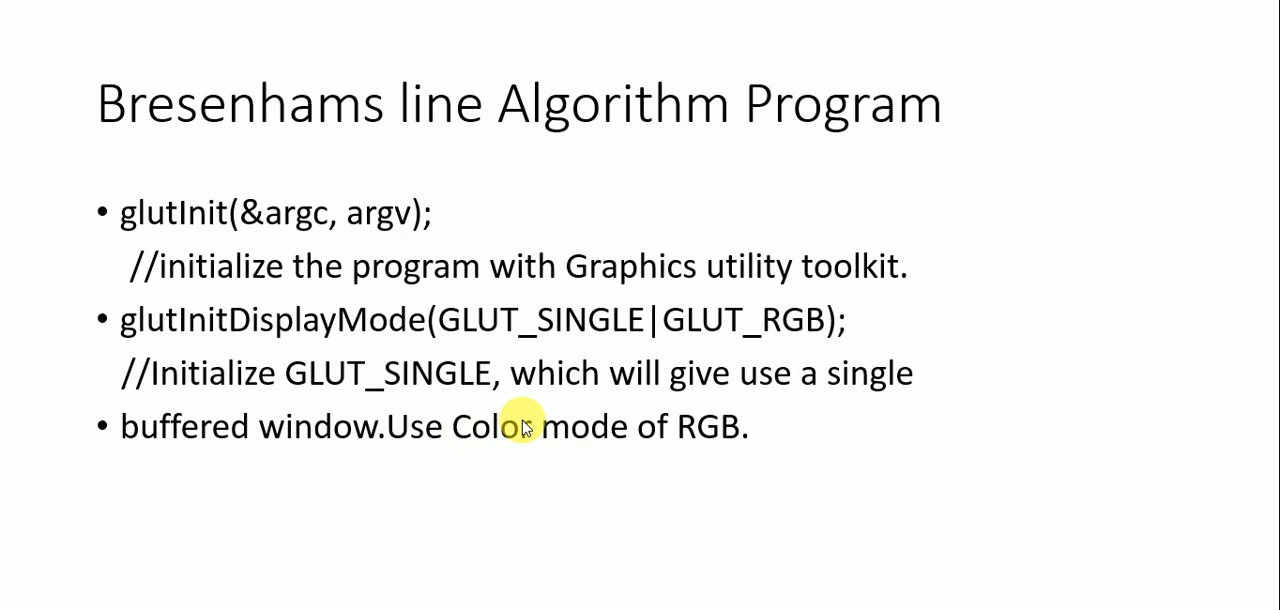 Bresenhams line Algorithm Program
• glutInit(&argc, argv);
//initialize the program with Graphics utility toolkit.
• glutInitDisplayMode(GLUT_SINGLE|GLUT_RGB);
//Initialize GLUT_SINGLE, which will give use a single
• buffered window.Use Color mode of RGB.